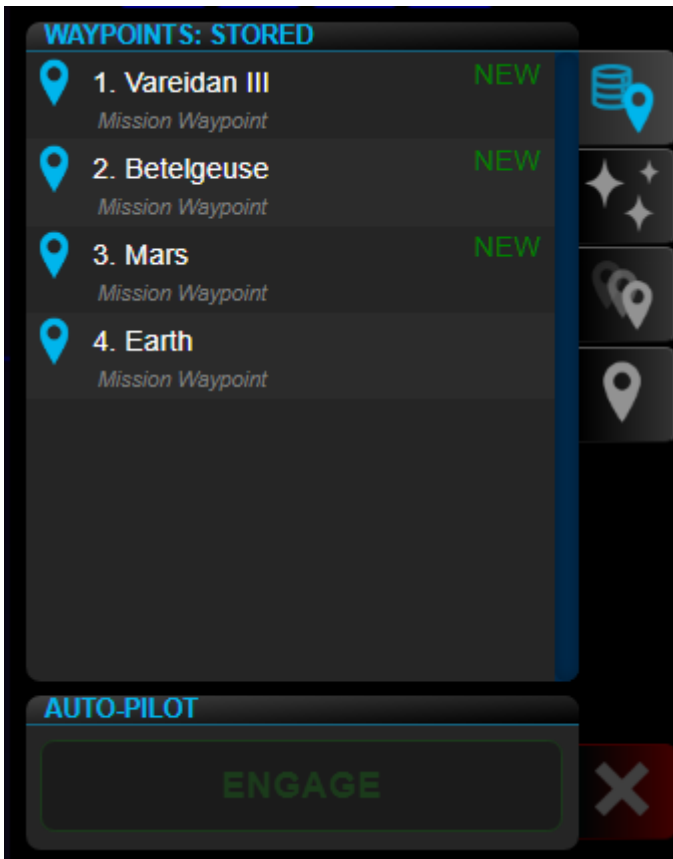 WAYPOINTS: STORED
1. Vareidan III
NEW
Mission Waypoint
2. Betelgeuse
NEW
Mission Waypoint
3. Mars
NEW
Mission Waypoint
4. Earth
Mission Waypoint
AUTO-PILOT
ENGAGE